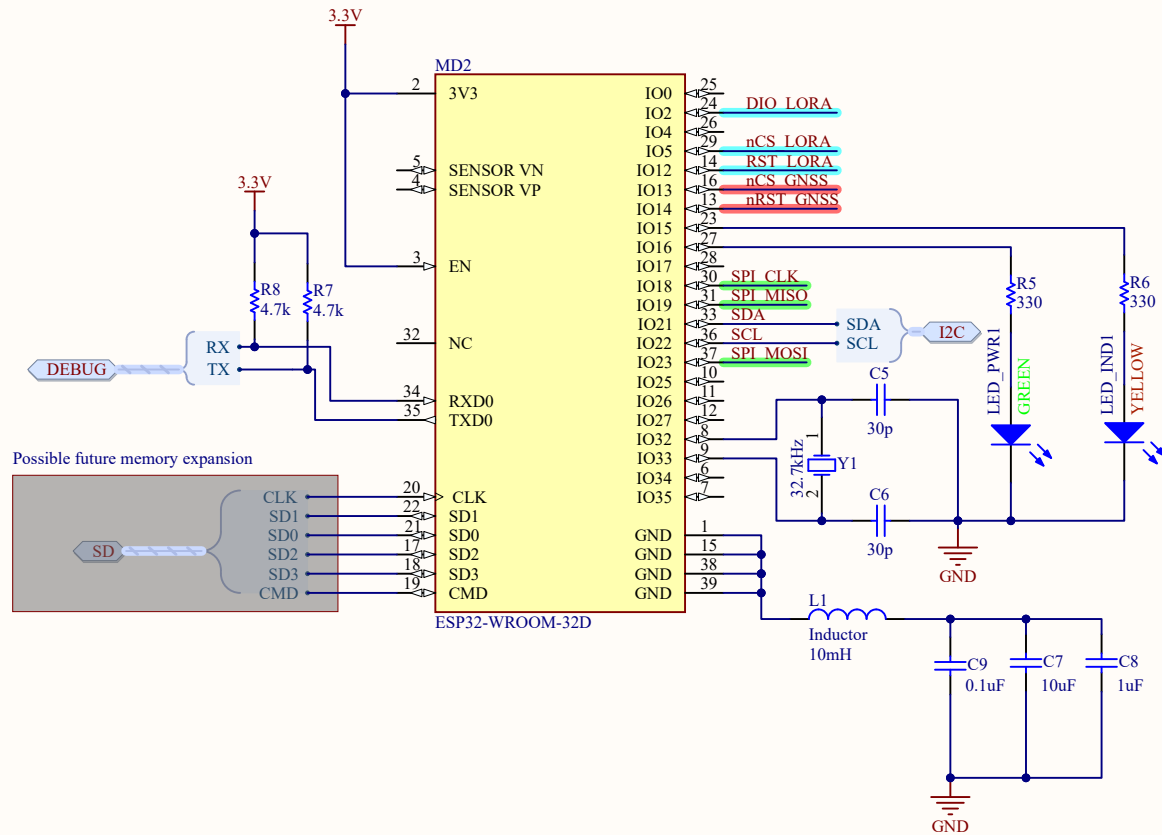 3.3V
MD2
2 3V3
5 SENSOR VN
4 SENSOR VP
3 EN
32 NC
34 RXD0
35 TXD0
20 CLK
22 SD1
21 SD0
17 SD2
18 SD3
19 CMD
ESP32-WROOM-32D
3.3V
R8
4.7k
R7
4.7k
DEBUG
RX
TX
Possible future memory expansion
SD
CLK
SD1
SD0
SD2
SD3
CMD
IO0 25
IO2 24 DIO_LORA
IO4 26
IO5 29 nCS_LORA
IO12 14 RST_LORA
IO13 16 nCS_GNSS
IO14 13 nRST_GNSS
IO15 23
IO16 27
IO17 28
IO18 30 SPI_CLK
IO19 31 SPI_MISO
IO21 33 SDA
IO22 36 SCL
IO23 37 SPI_MOSI
IO25 10
IO26 11
IO27 12
IO32 8
IO33 9
IO34 6
IO35 7
GND 1
GND 15
GND 38
GND 39
SDA
SCL
I2C
R5
330
R6
330
LED_PWR1
GREEN
LED_IND1
YELLOW
C5
30p
32.7kHz
1
2
Y1
C6
30p
GND
L1
Inductor
10mH
C9
0.1uF
C7
10uF
C8
1uF
GND